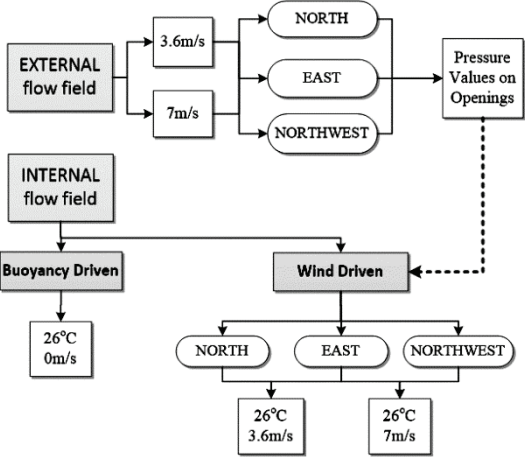 EXTERNAL
flow field
3.6m/s
7m/s
NORTH
EAST
NORTHWEST
Pressure
Values on
Openings
INTERNAL
flow field
Buoyancy Driven
Wind Driven
26°C
0m/s
NORTH
EAST
NORTHWEST
26°C
3.6m/s
26°C
7m/s